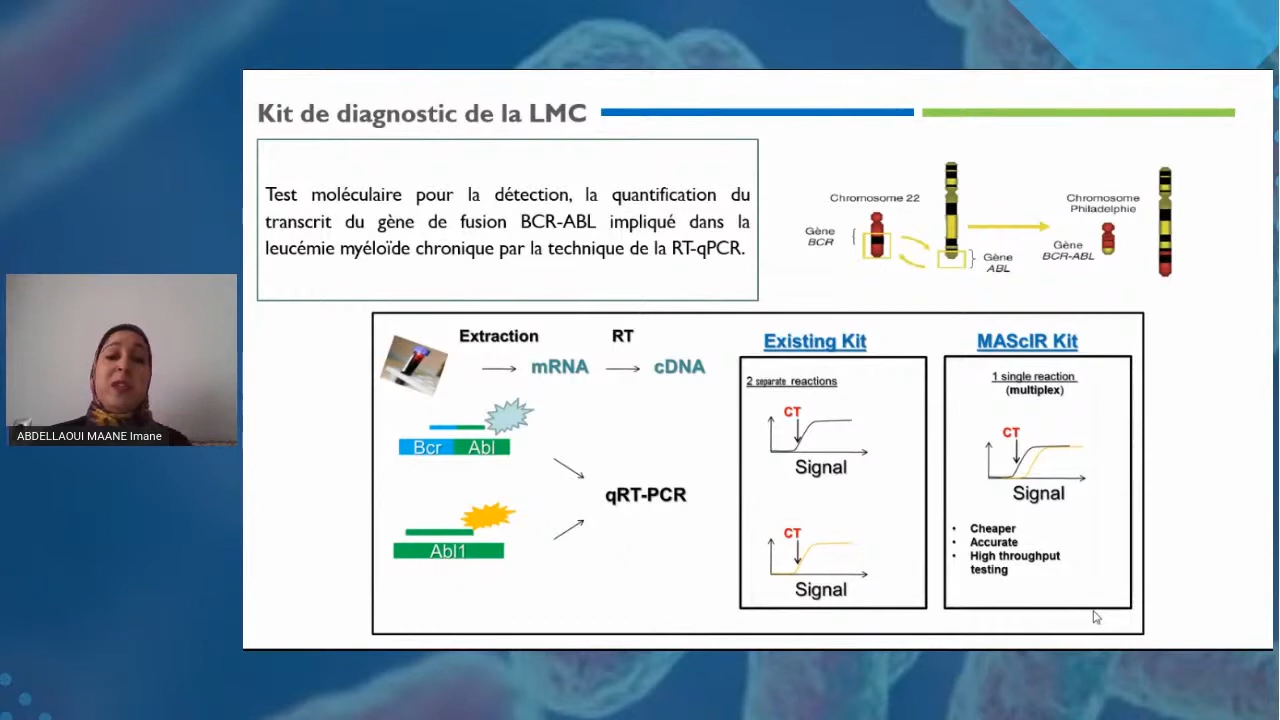 Kit de diagnostic de la LMC
Test moléculaire pour la détection, la quantification du
transcrit du gène de fusion BCR-ABL impliqué dans la
leucémie myéloïde chronique par la technique de la RT-qPCR.
Chromosome 22
Gène
BCR
Gène
ABL
Chromosome
Philadelphie
Gène
BCR-ABL
Extraction
RT
mRNA
cDNA
Bcr Abl
Abl1
qRT-PCR
Existing Kit
2 separate reactions
CT
Signal
CT
Signal
MAScIR Kit
1 single reaction
(multiplex)
CT
Signal
• Cheaper
• Accurate
• High throughput
testing
ABDELLAOUI MAANE Imane